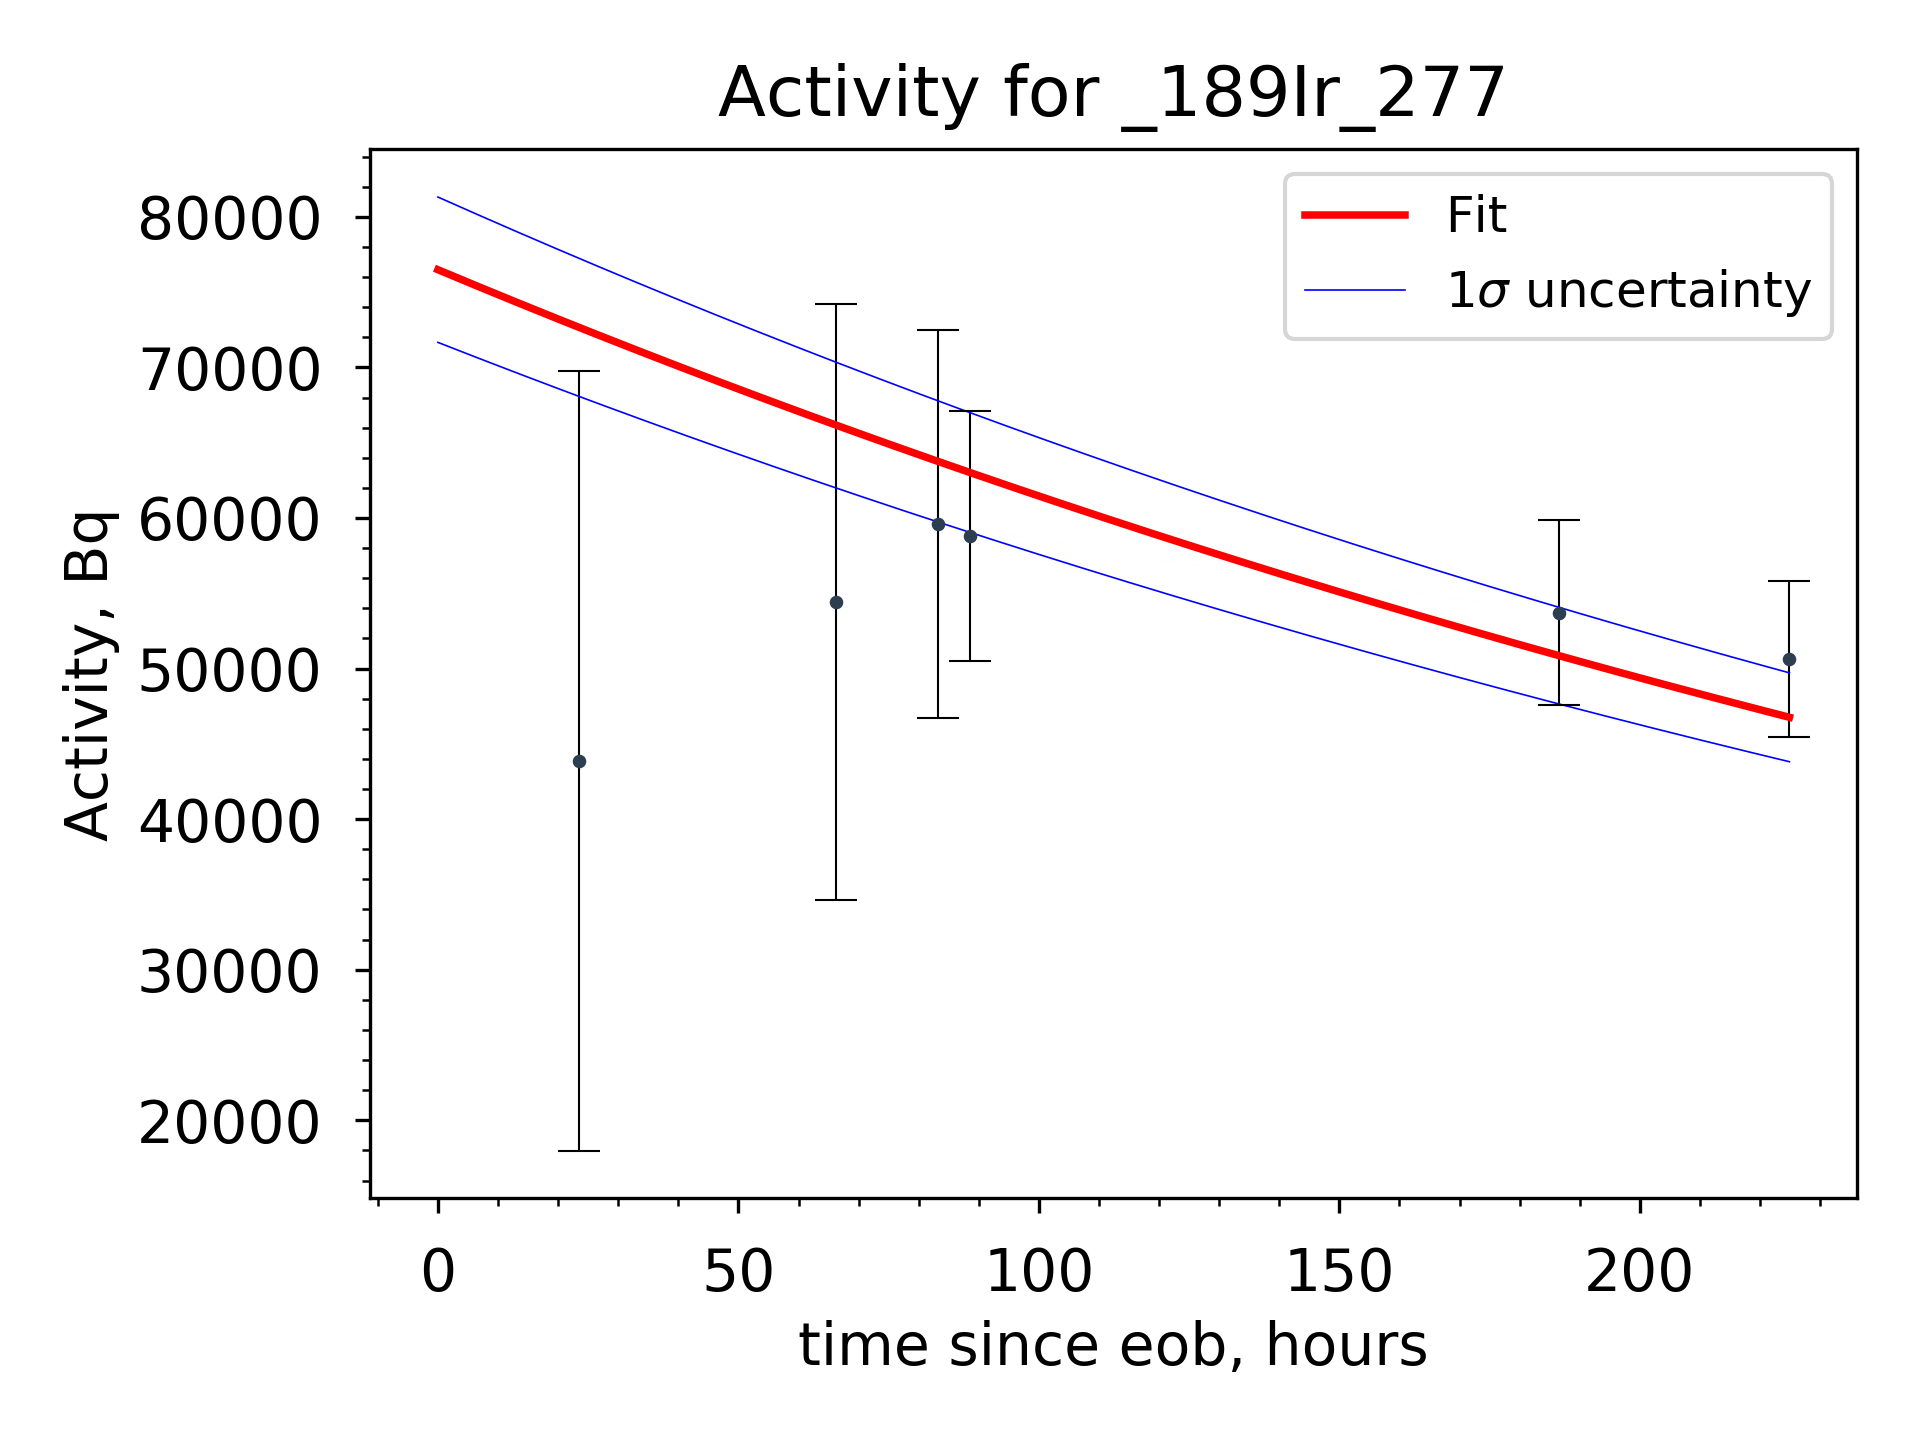 Activity for _189Ir_277
Fit
1σ uncertainty
80000
70000
60000
50000
40000
30000
20000
Activity, Bq
0 50 100 150 200
time since eob, hours